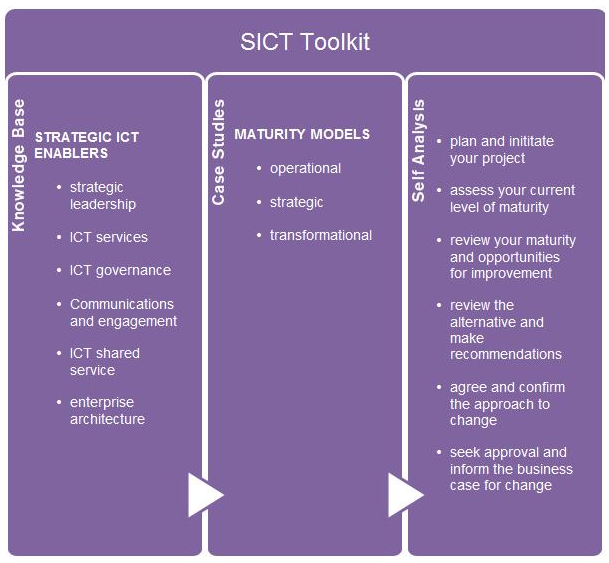 SICT Toolkit
Knowledge Base
STRATEGIC ICT
ENABLERS
• strategic
leadership
• ICT services
• ICT governance
• Communications
and engagement
• ICT shared
service
• enterprise
architecture
Case Studies
MATURITY MODELS
• operational
• strategic
• transformational
Self Analysis
• plan and inititate
your project
• assess your current
level of maturity
• review your maturity
and opportunities
for improvement
• review the
alternative and
make
recommendations
• agree and confirm
the approach to
change
• seek approval and
inform the business
case for change